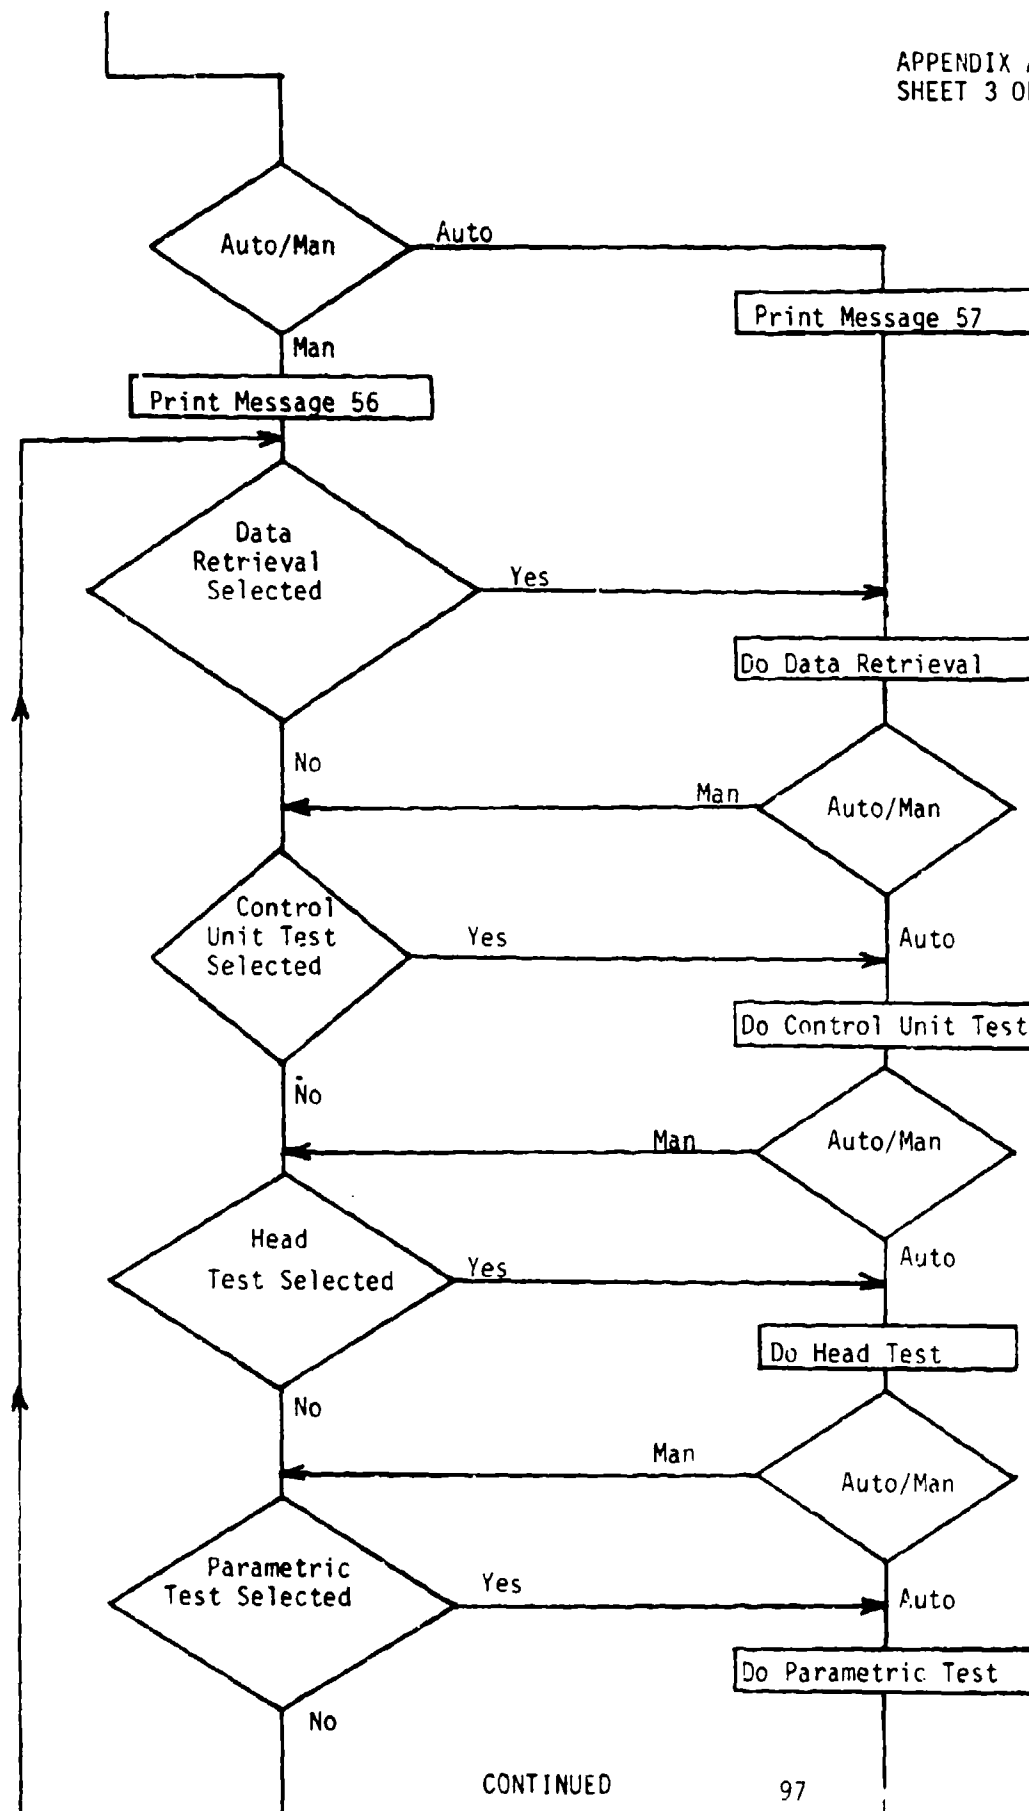 APPENDIX
SHEET 3
Auto/Man
Auto
Print Message 57
Man
Print Message 56
Data
Retrieval
Selected
Yes
Do Data Retrieval
No
Man
Auto/Man
Control
Unit Test
Selected
Yes
Auto
Do Control Unit Test
No
Man
Auto/Man
Head
Test Selected
Yes
Auto
Do Head Test
No
Man
Auto/Man
Parametric
Test Selected
Yes
Auto
Do Parametric Test
No
CONTINUED
97